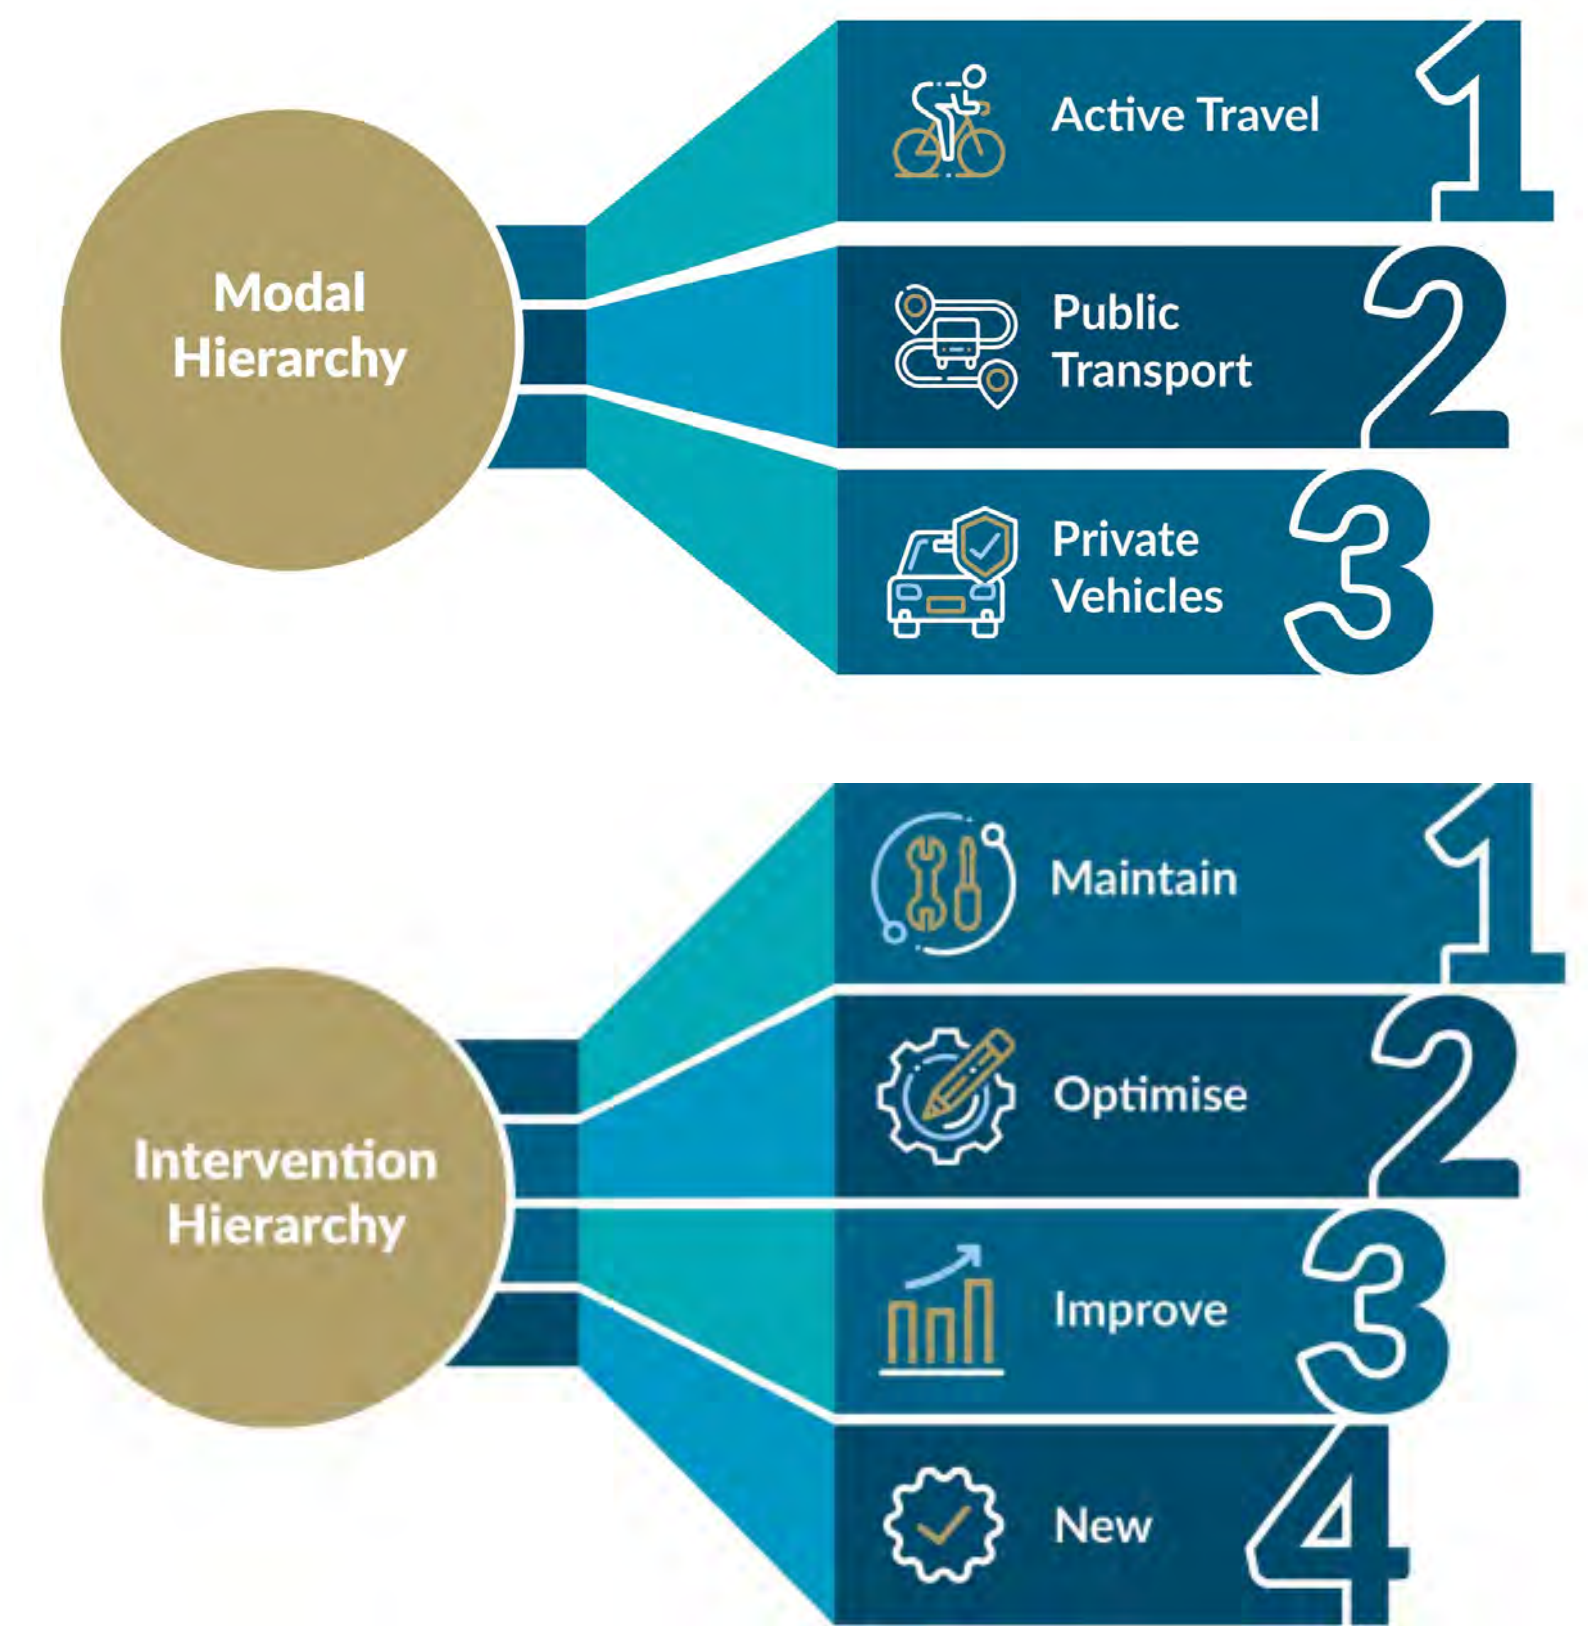 Modal
Hierarchy
Active Travel
1
Public
Transport
2
Private
Vehicles
3
Intervention
Hierarchy
Maintain
1
Optimise
2
Improve
3
New
4